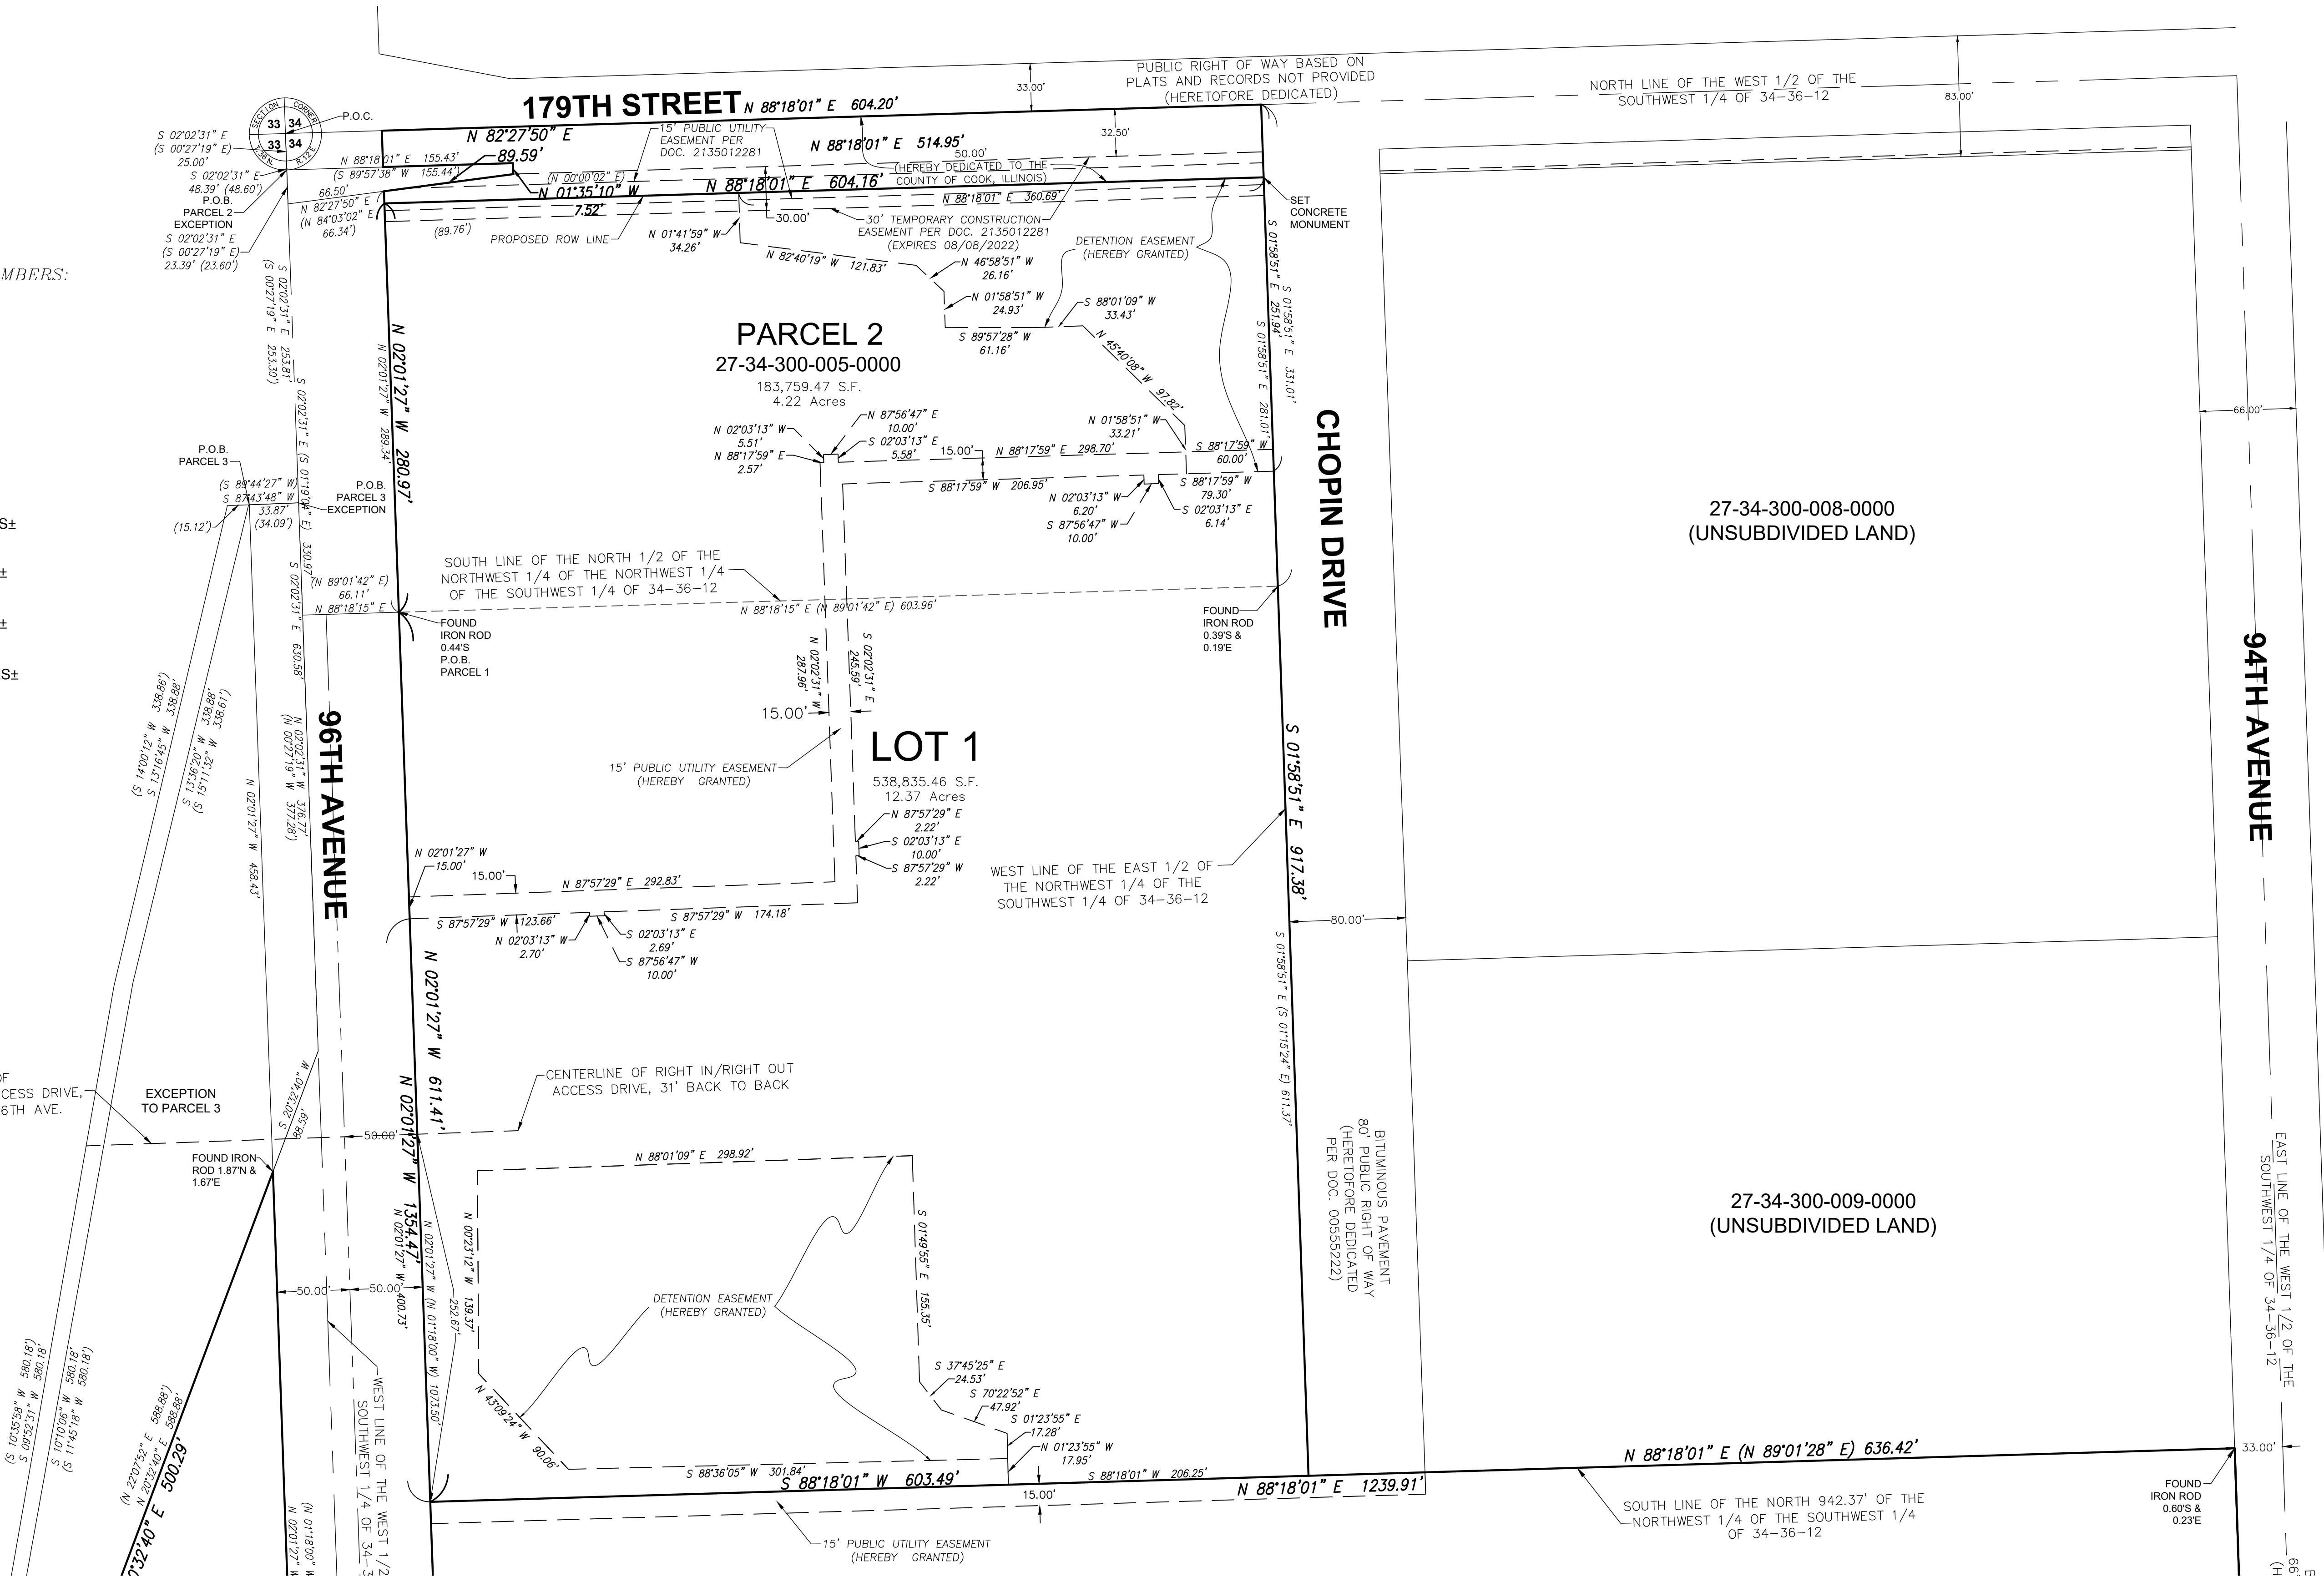 179TH STREET
N 88°18'01" E 604.20'
33.00'
PUBLIC RIGHT OF WAY BASED ON
PLATS AND RECORDS NOT PROVIDED
(HERETOFORE DEDICATED)
NORTH LINE OF THE WEST 1/2 OF THE
SOUTHWEST 1/4 OF 34-36-12
83.00'
SECTION CORNER
33 34
33 34
T.36 N. R.12 E.
P.O.C.
S 02°02'31" E
(S 00°27'19" E)
25.00'
S 02°02'31" E
48.39' (48.60')
P.O.B.
PARCEL 2
EXCEPTION
S 02°02'31" E
(S 00°27'19" E)
23.39' (23.60')
N 88°18'01" E 155.43'
(S 89°57'38" W 155.44')
66.50'
N 82°27'50" E
(N 84°03'02" E
66.34')
N 82°27'50" E
89.59'
15' PUBLIC UTILITY
EASEMENT PER
DOC. 2135012281
N 88°18'01" E 514.95'
50.00'
32.50'
(HEREBY DEDICATED TO THE
COUNTY OF COOK, ILLINOIS)
(N 00°00'02" E)
N 01°35'10" W
7.52'
N 88°18'01" E 604.16'
N 88°18'01" E 360.69'
(89.76')
PROPOSED ROW LINE
30.00'
30' TEMPORARY CONSTRUCTION
EASEMENT PER DOC. 2135012281
(EXPIRES 08/08/2022)
SET
CONCRETE
MONUMENT
N 01°41'59" W
34.26'
N 82°40'19" W 121.83'
N 46°58'51" W
26.16'
N 01°58'51" W
24.93'
DETENTION EASEMENT
(HEREBY GRANTED)
S 88°01'09" W
33.43'
S 89°57'28" W
61.16'
N 45°40'08" W 97.82'
S 01°58'51" E 251.94'
S 01°58'51" E 331.01'
S 01°58'51" E 281.01'
MBERS:
S 02°02'31" E 253.81'
(S 00°27'19" E 253.30')
S 02°02'31" E (S 01°19'04" E) 330.97'
N 02°01'27" W 280.97'
N 02°01'27" W 289.34'
PARCEL 2
27-34-300-005-0000
183,759.47 S.F.
4.22 Acres
N 87°56'47" E
10.00'
N 02°03'13" W
5.51'
S 02°03'13" E
5.58'
N 88°17'59" E
2.57'
15.00'
N 88°17'59" E 298.70'
N 01°58'51" W
33.21'
S 88°17'59" W
60.00'
S 88°17'59" W 206.95'
S 88°17'59" W
79.30'
N 02°03'13" W
6.20'
S 02°03'13" E
6.14'
S 87°56'47" W
10.00'
CHOPIN DRIVE
66.00'
27-34-300-008-0000
(UNSUBDIVIDED LAND)
94TH AVENUE
P.O.B.
PARCEL 3
(S 89°44'27" W)
S 87°43'48" W
33.87'
(34.09')
(15.12')
P.O.B.
PARCEL 3
EXCEPTION
S±
±
±
S±
SOUTH LINE OF THE NORTH 1/2 OF THE
NORTHWEST 1/4 OF THE NORTHWEST 1/4
OF THE SOUTHWEST 1/4 OF 34-36-12
N 88°18'15" E (N 89°01'42" E) 603.96'
(N 89°01'42" E)
66.11'
N 88°18'15" E
FOUND
IRON ROD
0.44'S
P.O.B.
PARCEL 1
FOUND
IRON ROD
0.39'S &
0.19'E
S 02°02'31" E 630.58'
N 02°02'31" W 376.77'
(N 00°27'19" W 377.28')
96TH AVENUE
N 02°02'31" W
287.96'
S 02°02'31" E
245.59'
15.00'
(S 14°00'12" W 338.86')
S 13°16'45" W 338.88'
S 13°36'20" W 338.88'
(S 15°11'32" W 338.61')
N 02°01'27" W 458.43'
LOT 1
538,835.46 S.F.
12.37 Acres
15' PUBLIC UTILITY EASEMENT
(HEREBY GRANTED)
N 87°57'29" E
2.22'
S 02°03'13" E
10.00'
S 87°57'29" W
2.22'
WEST LINE OF THE EAST 1/2 OF
THE NORTHWEST 1/4 OF THE
SOUTHWEST 1/4 OF 34-36-12
S 01°58'51" E 917.38'
80.00'
N 02°01'27" W
15.00'
15.00'
N 87°57'29" E 292.83'
S 87°57'29" W 123.66'
S 87°57'29" W 174.18'
N 02°03'13" W
2.70'
S 02°03'13" E
2.69'
S 87°56'47" W
10.00'
N 02°01'27" W 611.41'
S 01°58'51" E (S 01°15'24" E) 611.37'
OF
CESS DRIVE,
6TH AVE.
EXCEPTION
TO PARCEL 3
S 20°32'40" W
88.59'
CENTERLINE OF RIGHT IN/RIGHT OUT
ACCESS DRIVE, 31' BACK TO BACK
50.00'
FOUND IRON
ROD 1.87'N &
1.67'E
N 02°01'27" W 1354.47'
N 02°01'27" W 400.73'
N 02°01'27" W (N 01°18'00" W) 1073.50'
252.67'
50.00'
50.00'
N 88°01'09" E 298.92'
N 00°23'12" W 139.37'
S 01°49'55" E 155.35'
DETENTION EASEMENT
(HEREBY GRANTED)
N 43°09'24" W 90.06'
S 37°45'25" E
24.53'
S 70°22'52" E
47.92'
S 01°23'55" E
17.28'
N 01°23'55" W
17.95'
S 88°36'05" W 301.84'
S 88°18'01" W 603.49'
S 88°18'01" W 206.25'
15.00'
N 88°18'01" E 1239.91'
15' PUBLIC UTILITY EASEMENT
(HEREBY GRANTED)
BITUMINOUS PAVEMENT
80' PUBLIC RIGHT OF WAY
(HERETOFORE DEDICATED
PER DOC. 00555222)
27-34-300-009-0000
(UNSUBDIVIDED LAND)
EAST LINE OF THE WEST 1/2 OF THE
SOUTHWEST 1/4 OF 34-36-12
N 88°18'01" E (N 89°01'28" E) 636.42'
33.00'
SOUTH LINE OF THE NORTH 942.37' OF THE
NORTHWEST 1/4 OF THE SOUTHWEST 1/4
OF 34-36-12
FOUND
IRON ROD
0.60'S &
0.23'E
(S 10°35'58" W 580.18')
S 09°52'31" W 580.18'
S 10°10'06" W 580.18'
(S 11°45'18" W 580.18')
(N 22°07'52" E 588.88')
N 20°32'40" E 588.88'
0°32'40" E 500.29'
N 02°01'27" W
(N 01°18'00" W
WEST LINE OF THE WEST 1/2
SOUTHWEST 1/4 OF 34-3
66'